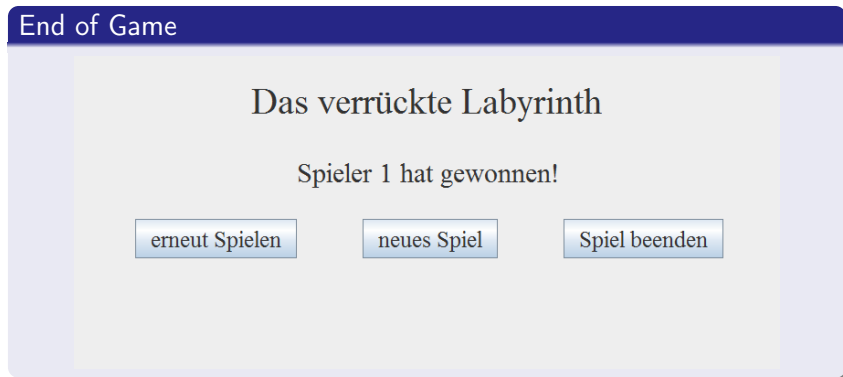 End of Game
Das verrückte Labyrinth
Spieler 1 hat gewonnen!
erneut Spielen neues Spiel Spiel beenden